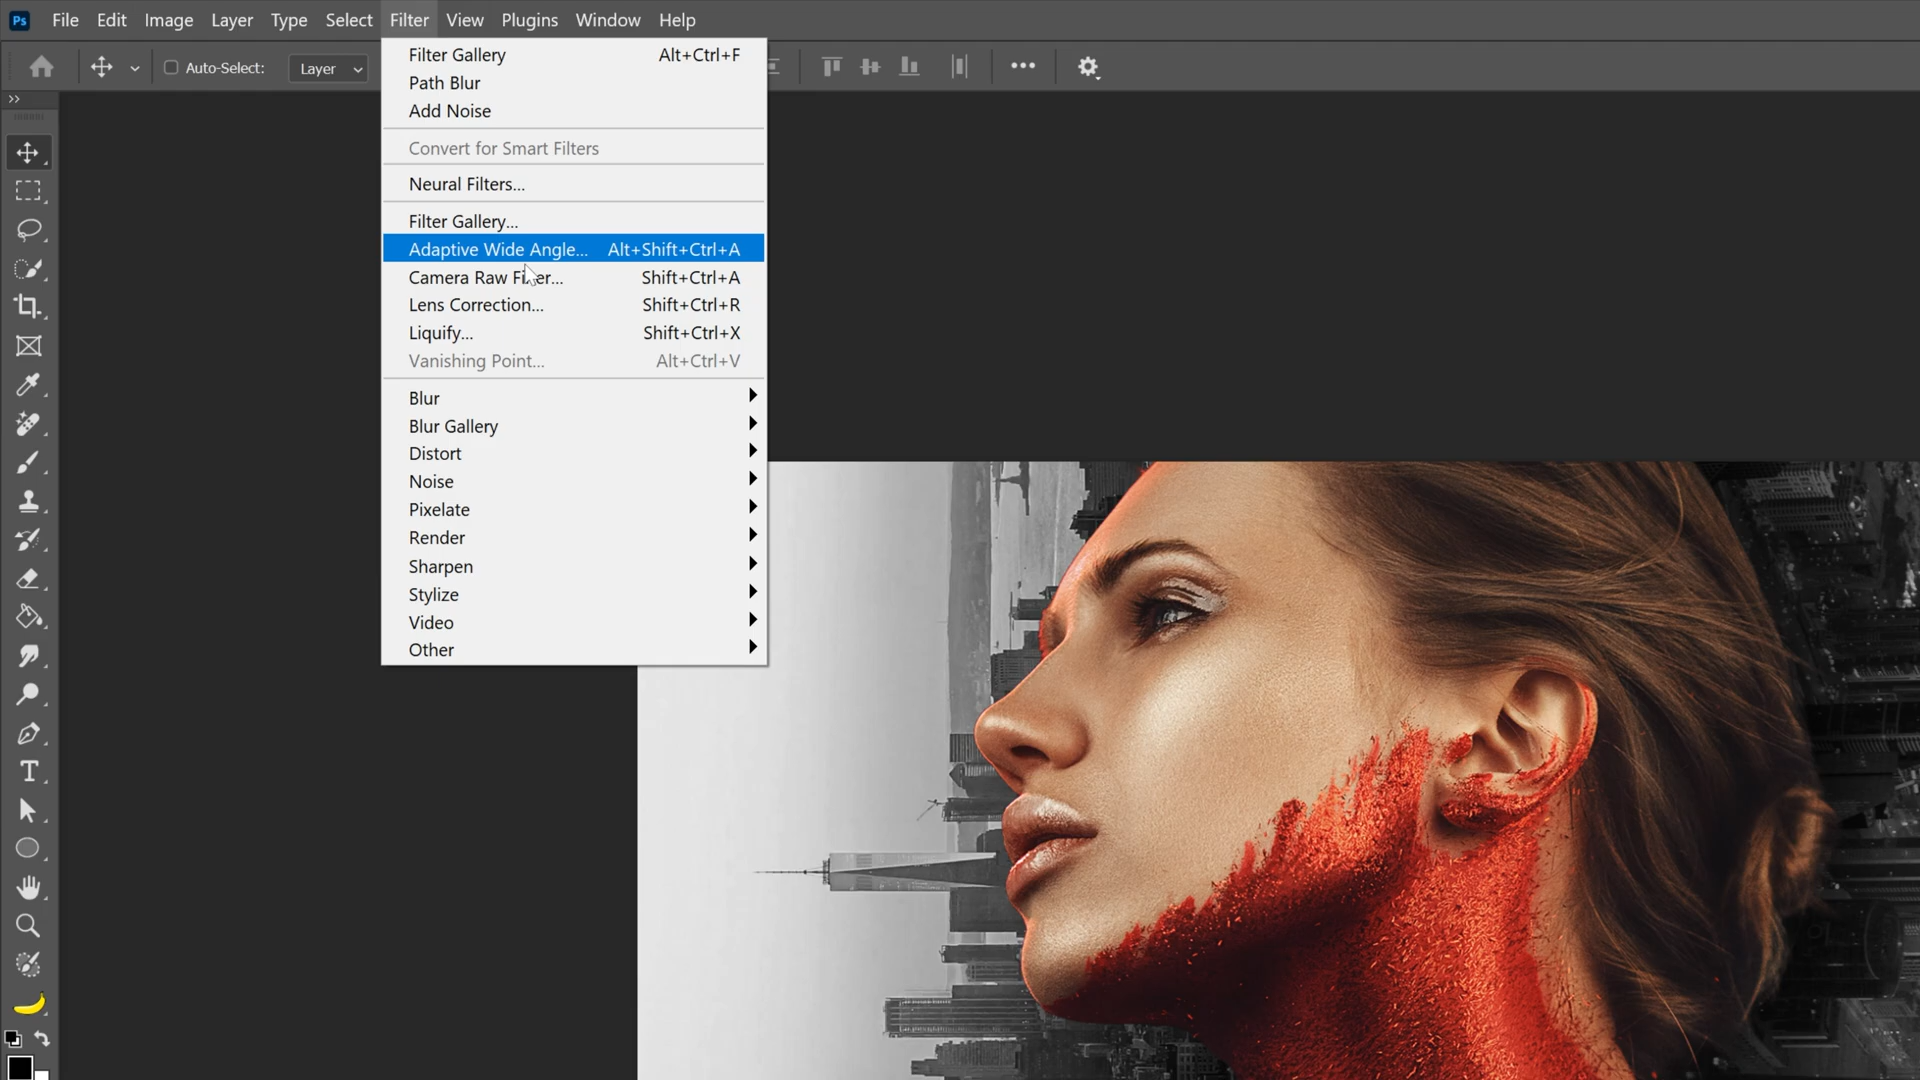 Ps File Edit Image Layer Type Select Filter View Plugins Window Help
Auto-Select: Layer
Filter Gallery Alt+Ctrl+F
Path Blur
Add Noise
Convert for Smart Filters
Neural Filters...
Filter Gallery...
Adaptive Wide Angle... Alt+Shift+Ctrl+A
Camera Raw Filter... Shift+Ctrl+A
Lens Correction... Shift+Ctrl+R
Liquify... Shift+Ctrl+X
Vanishing Point... Alt+Ctrl+V
Blur
Blur Gallery
Distort
Noise
Pixelate
Render
Sharpen
Stylize
Video
Other